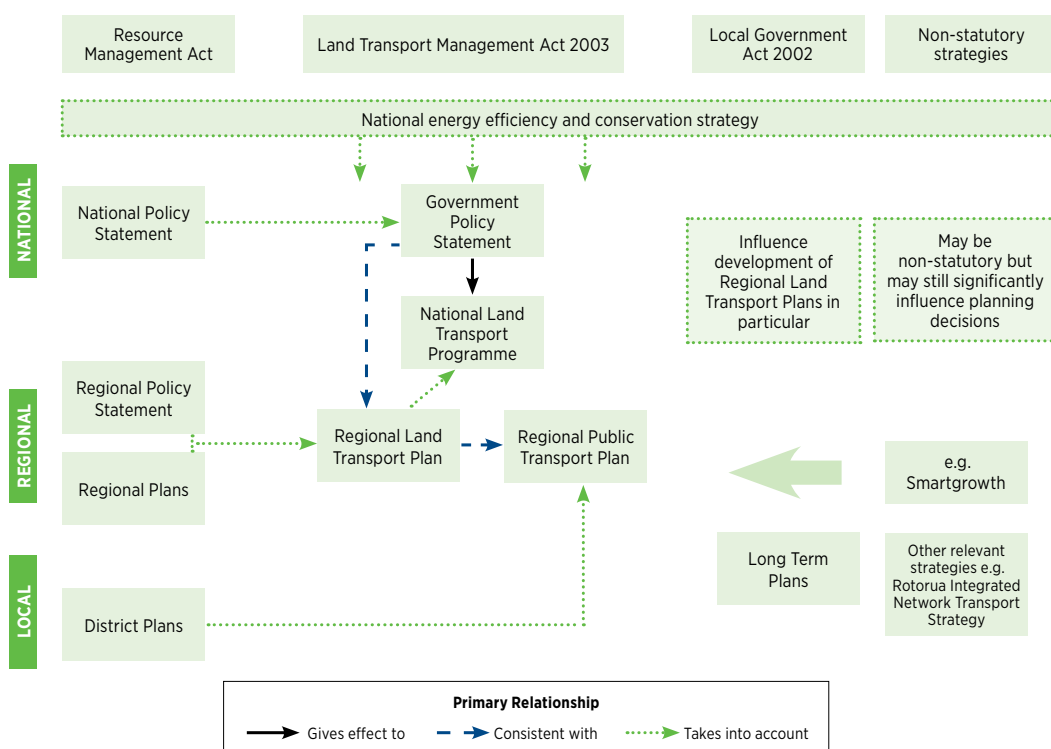 Resource
Management Act
Land Transport Management Act 2003
Local Government
Act 2002
Non-statutory
strategies
National energy efficiency and conservation strategy
NATIONAL
National Policy
Statement
Government
Policy
Statement
Influence
development of
Regional Land
Transport Plans in
particular
May be
non-statutory but
may still significantly
influence planning
decisions
National Land
Transport
Programme
REGIONAL
Regional Policy
Statement
Regional Plans
Regional Land
Transport Plan
Regional Public
Transport Plan
e.g.
Smartgrowth
LOCAL
District Plans
Long Term
Plans
Other relevant
strategies e.g.
Rotorua Integrated
Network Transport
Strategy
Primary Relationship
Gives effect to
Consistent with
Takes into account